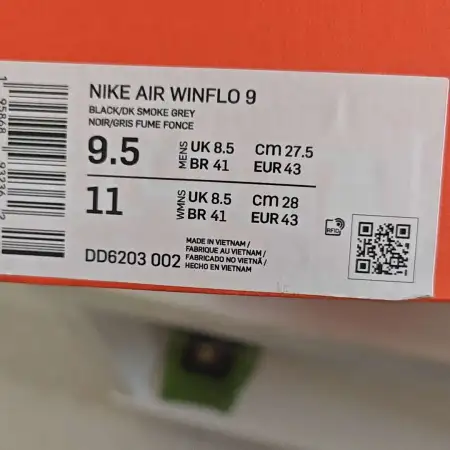 NIKE AIR WINFLO 9
BLACK/DK SMOKE GREY
NOIR/GRIS FUME FONCE
9.5 MENS UK 8.5 cm 27.5
BR 41 EUR 43
11 WMNS UK 8.5 cm 28
BR 41 EUR 43
RFID
DD6203 002
MADE IN VIETNAM /
FABRIQUE AU VIETNAM /
FABRICADO NO VIETNÃ /
HECHO EN VIETNAM